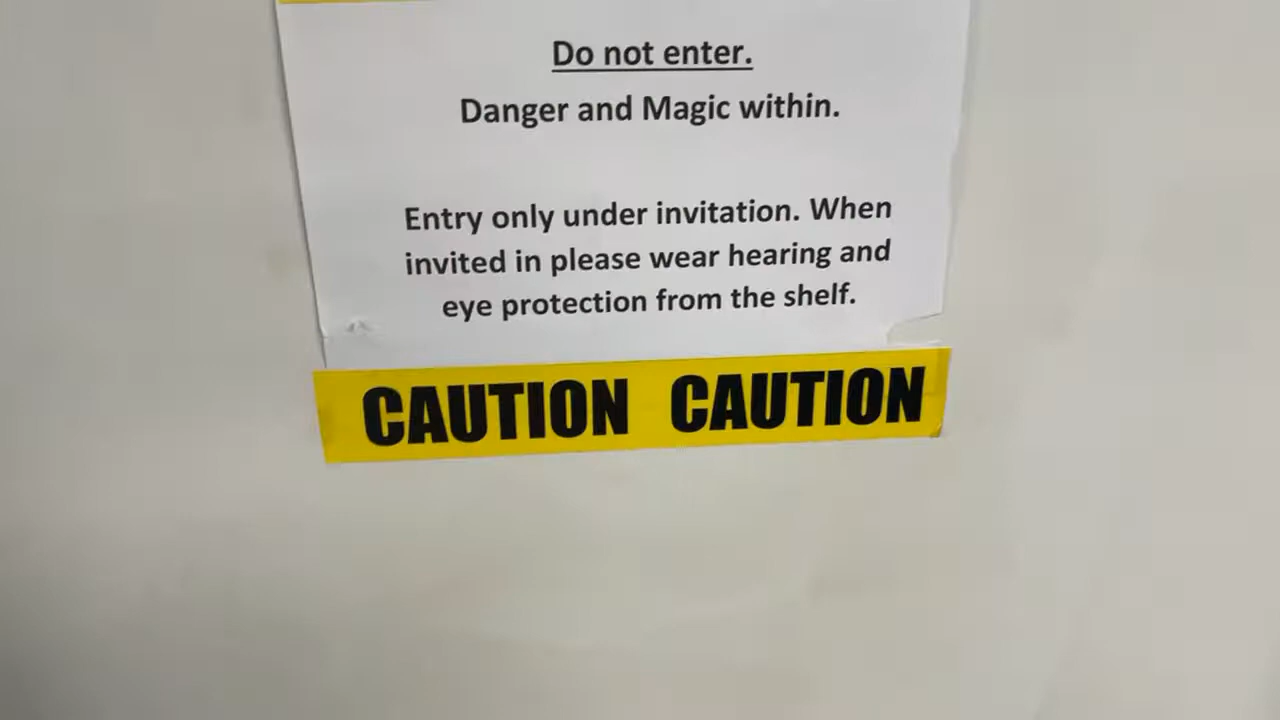 Do not enter.
Danger and Magic within.
Entry only under invitation. When
invited in please wear hearing and
eye protection from the shelf.
CAUTION CAUTION